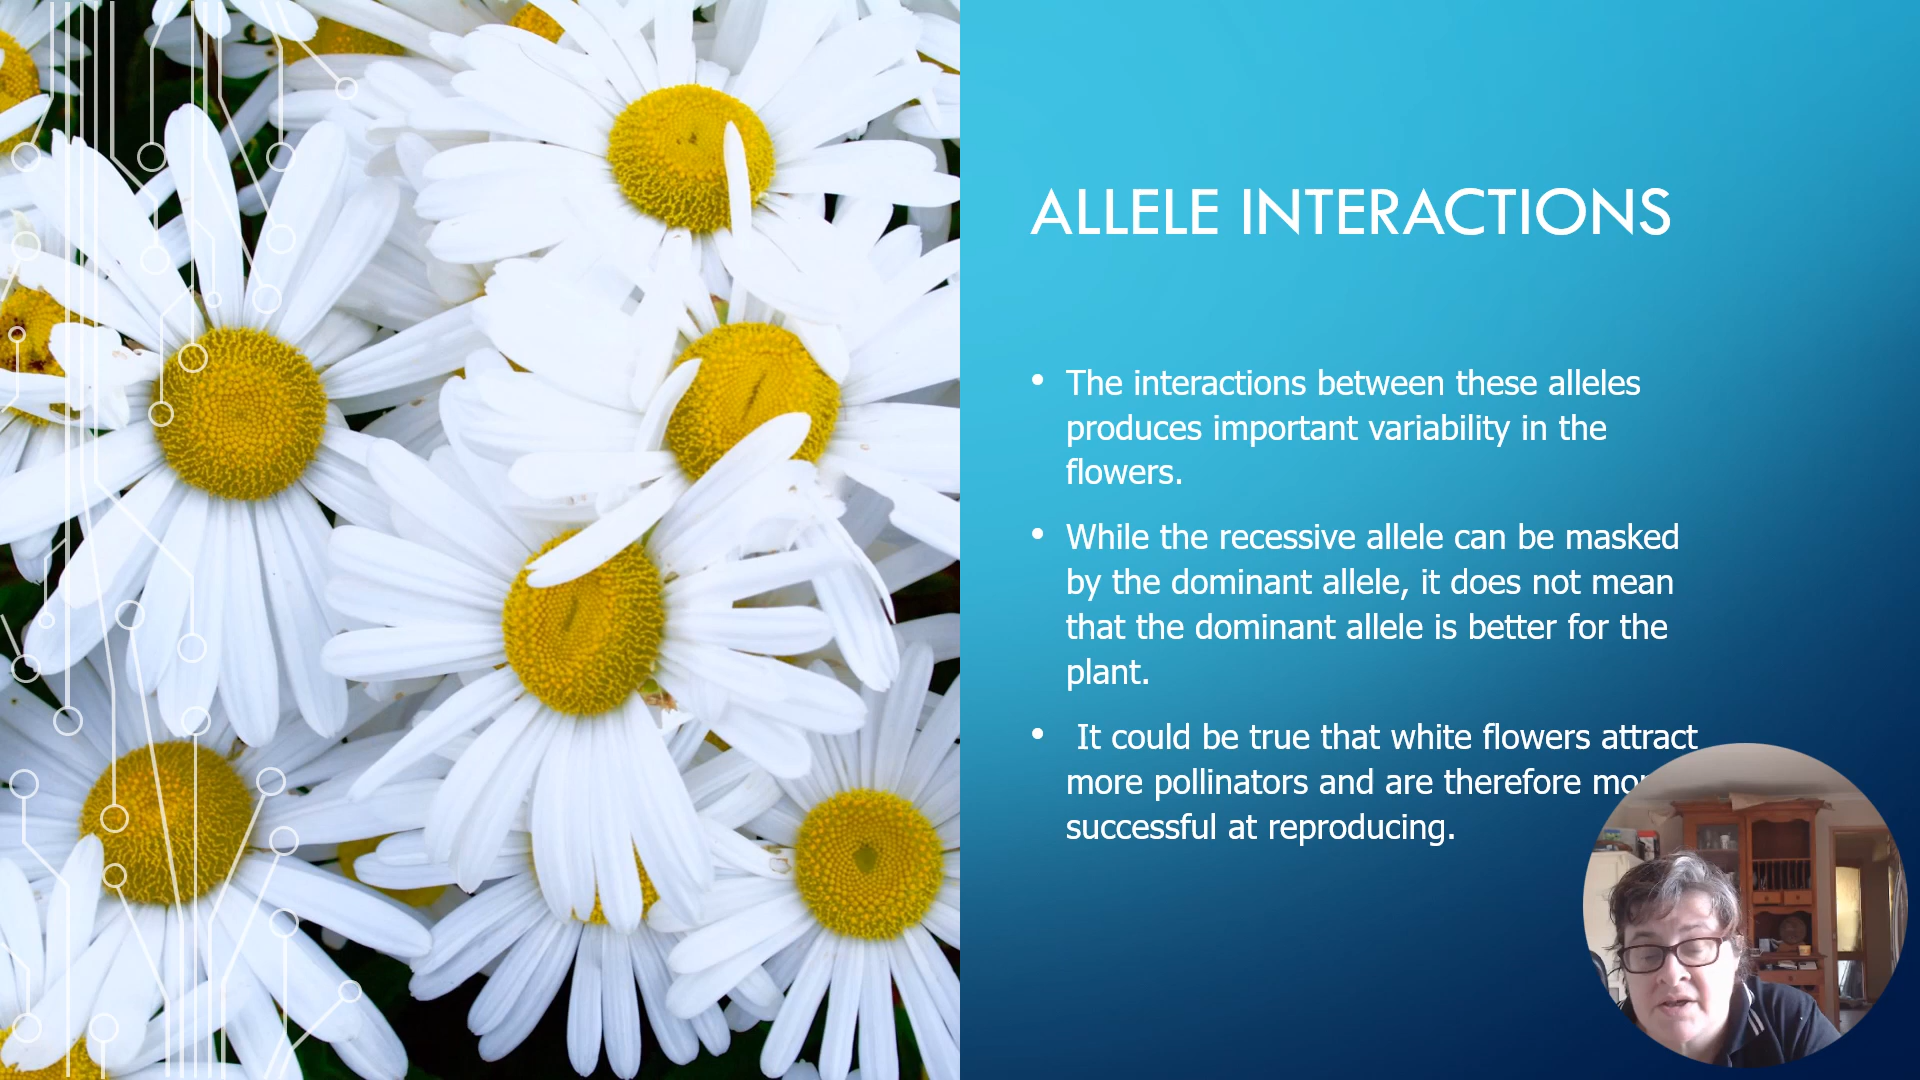 ALLELE INTERACTIONS
• The interactions between these alleles
produces important variability in the
flowers.
• While the recessive allele can be masked
by the dominant allele, it does not mean
that the dominant allele is better for the
plant.
• It could be true that white flowers attract
more pollinators and are therefore
successful at reproducing.